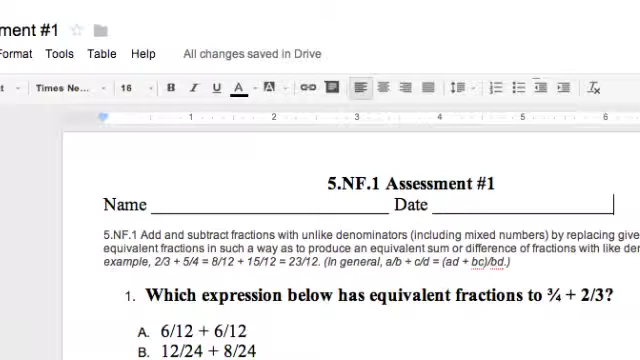 ment #1
Format Tools Table Help All changes saved in Drive
t Times Ne... 16 B I U A A
1 2 3 4 5 6
5.NF.1 Assessment #1
Name ____________________________ Date ____________________
5.NF.1 Add and subtract fractions with unlike denominators (including mixed numbers) by replacing give
equivalent fractions in such a way as to produce an equivalent sum or difference of fractions with like de
example, 2/3 + 5/4 = 8/12 + 15/12 = 23/12. (In general, a/b + c/d = (ad + bc)/bd.)
1. Which expression below has equivalent fractions to ¾ + 2/3?
A. 6/12 + 6/12
B. 12/24 + 8/24